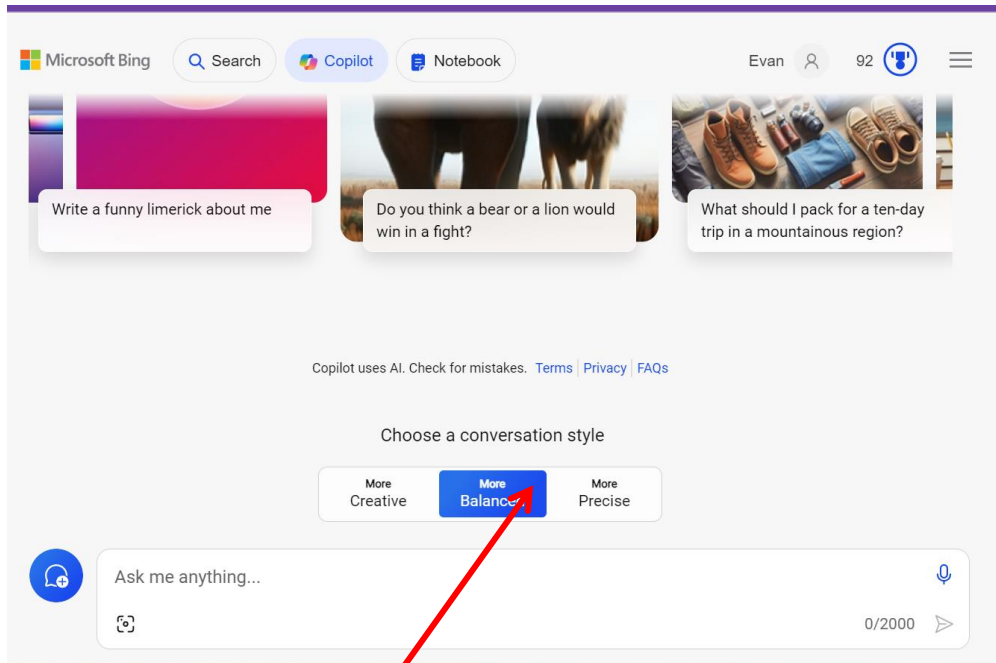 Microsoft Bing Search Copilot Notebook Evan 92
Write a funny limerick about me
Do you think a bear or a lion would
win in a fight?
What should I pack for a ten-day
trip in a mountainous region?
Copilot uses AI. Check for mistakes. Terms Privacy FAQs
Choose a conversation style
More
Creative
More
Balanced
More
Precise
Ask me anything...
0/2000